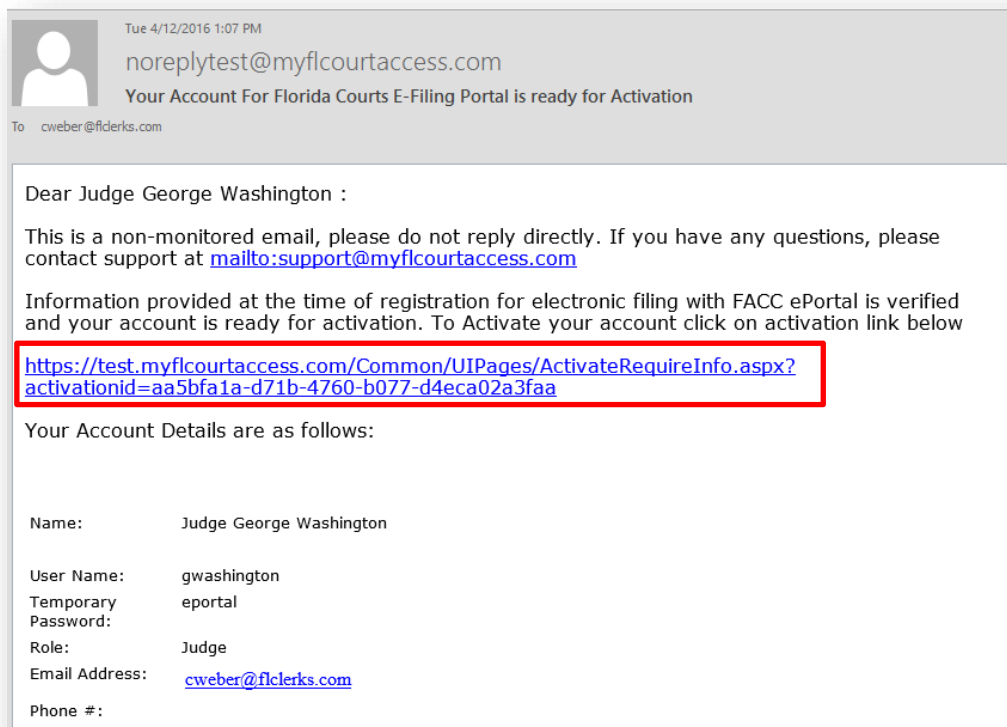 Tue 4/12/2016 1:07 PM
noreplytest@myflcourtaccess.com
Your Account For Florida Courts E-Filing Portal is ready for Activation
To cweber@flclerks.com
Dear Judge George Washington :
This is a non-monitored email, please do not reply directly. If you have any questions, please
contact support at mailto:support@myflcourtaccess.com
Information provided at the time of registration for electronic filing with FACC ePortal is verified
and your account is ready for activation. To Activate your account click on activation link below
https://test.myflcourtaccess.com/Common/UIPages/ActivateRequireInfo.aspx?
activationid=aa5bfa1a-d71b-4760-b077-d4eca02a3faa
Your Account Details are as follows:
Name: Judge George Washington
User Name: gwashington
Temporary eportal
Password:
Role: Judge
Email Address: cweber@flclerks.com
Phone #: